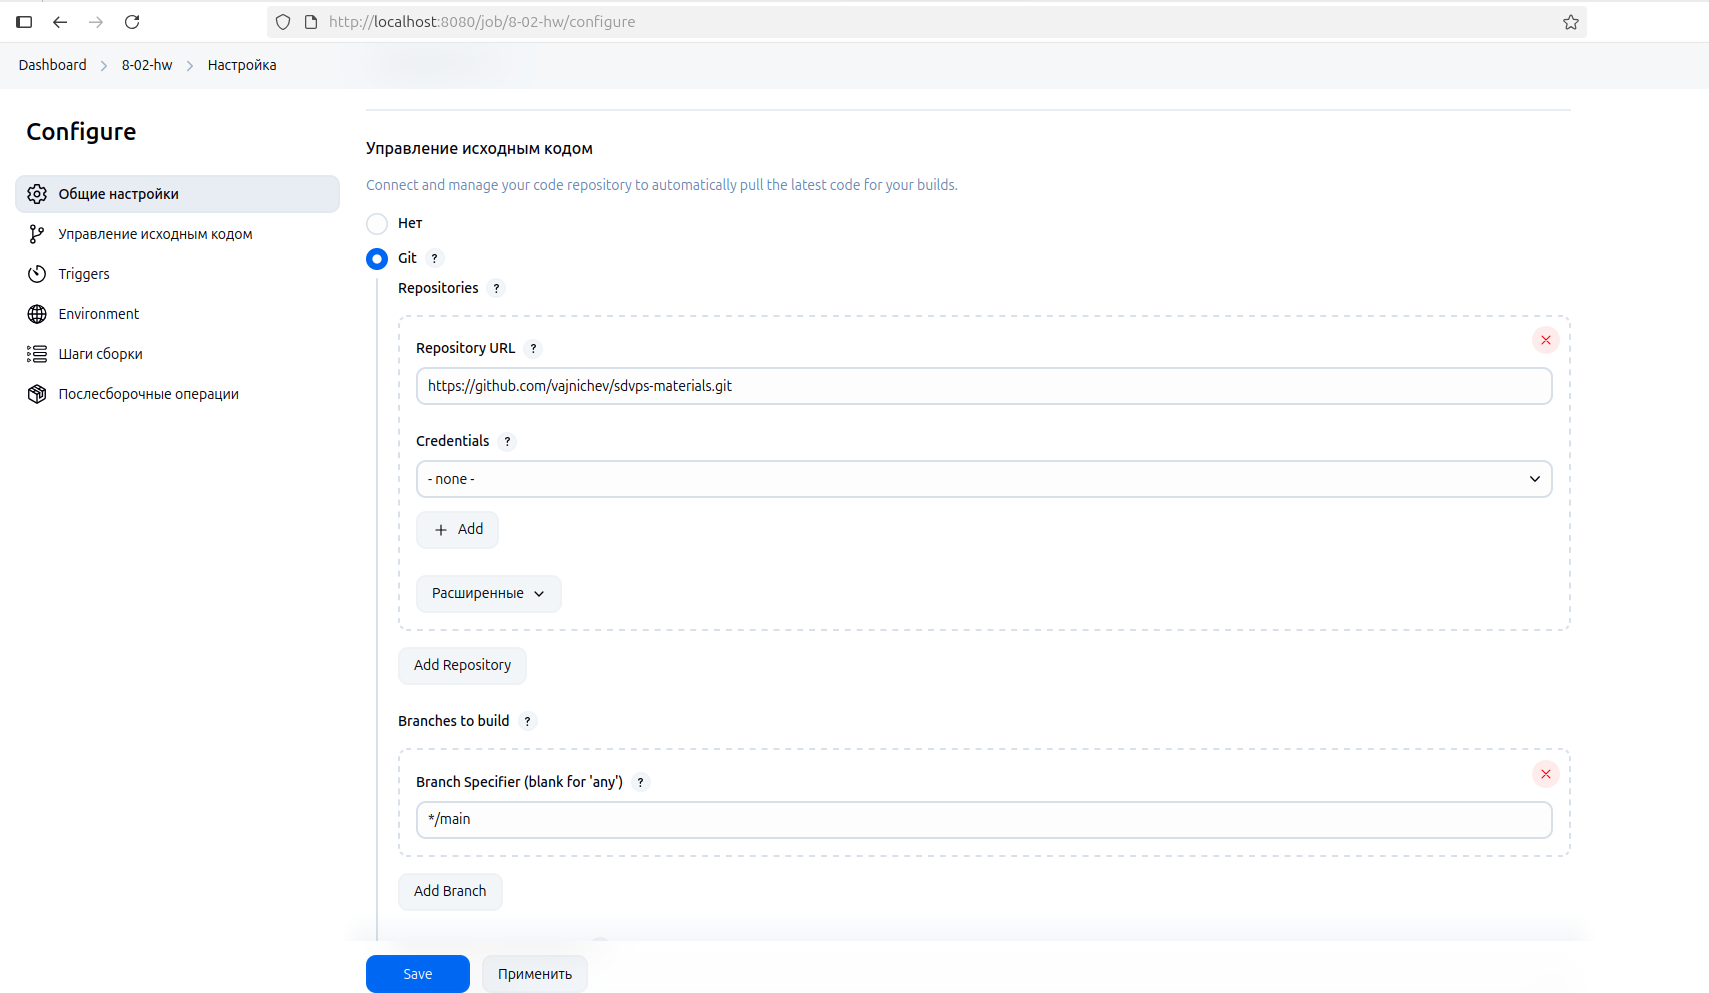 http://localhost:8080/job/8-02-hw/configure
Dashboard 8-02-hw Настройка
Configure
Общие настройки
Управление исходным кодом
Triggers
Environment
Шаги сборки
Послесборочные операции
Управление исходным кодом
Connect and manage your code repository to automatically pull the latest code for your builds.
Нет
Git ?
Repositories ?
Repository URL ?
https://github.com/vajnichev/sdvps-materials.git
Credentials ?
- none -
+ Add
Расширенные
Add Repository
Branches to build ?
Branch Specifier (blank for 'any') ?
*/main
Add Branch
Save Применить